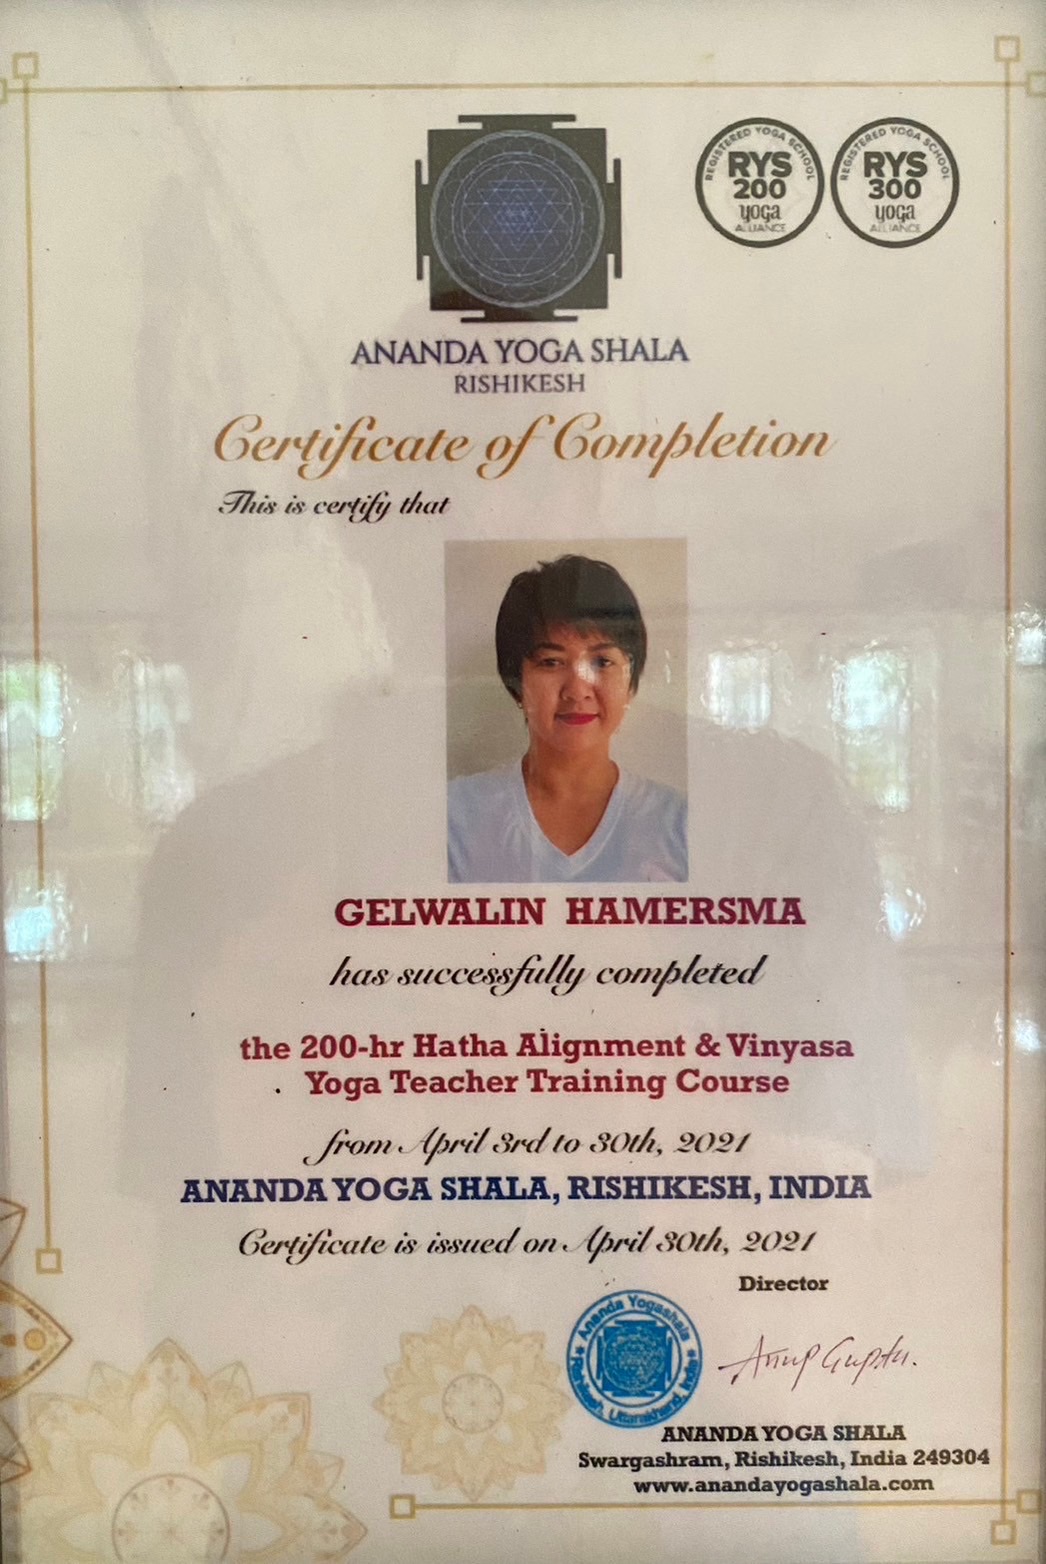 REGISTERED YOGA SCHOOL
RYS
200
yoga
ALLIANCE
REGISTERED YOGA SCHOOL
RYS
300
yoga
ALLIANCE
ANANDA YOGA SHALA
RISHIKESH
Certificate of Completion
This is certify that
GELWALIN HAMERSMA
has successfully completed
the 200-hr Hatha Alignment & Vinyasa
Yoga Teacher Training Course
from April 3rd to 30th, 2021
ANANDA YOGA SHALA, RISHIKESH, INDIA
Certificate is issued on April 30th, 2021
Director
Ananda Yogashala
Rishikesh, Uttarakhand, India
Anup Gupta.
ANANDA YOGA SHALA
Swargashram, Rishikesh, India 249304
www.anandayogashala.com